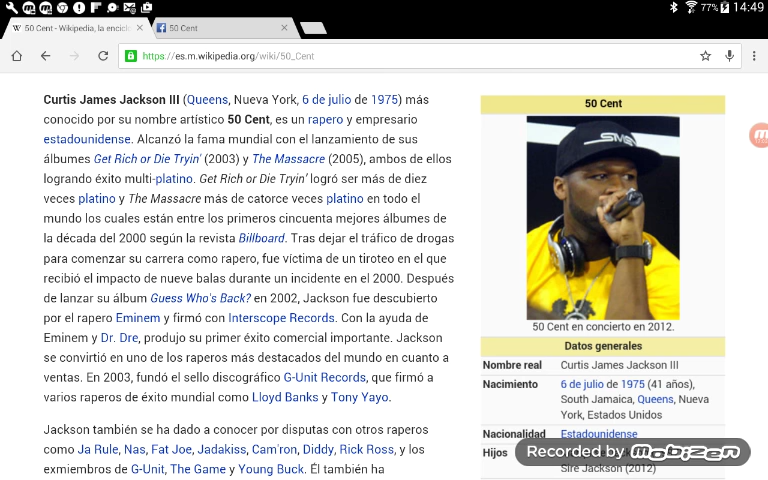 77% 14:49
W 50 Cent - Wikipedia, la encicl
50 Cent
https://es.m.wikipedia.org/wiki/50_Cent
Curtis James Jackson III (Queens, Nueva York, 6 de julio de 1975) más
conocido por su nombre artístico 50 Cent, es un rapero y empresario
estadounidense. Alcanzó la fama mundial con el lanzamiento de sus
álbumes Get Rich or Die Tryin' (2003) y The Massacre (2005), ambos de ellos
logrando éxito multi-platino. Get Rich or Die Tryin' logró ser más de diez
veces platino y The Massacre más de catorce veces platino en todo el
mundo los cuales están entre los primeros cincuenta mejores álbumes de
la década del 2000 según la revista Billboard. Tras dejar el tráfico de drogas
para comenzar su carrera como rapero, fue víctima de un tiroteo en el que
recibió el impacto de nueve balas durante un incidente en el 2000. Después
de lanzar su álbum Guess Who's Back? en 2002, Jackson fue descubierto
por el rapero Eminem y firmó con Interscope Records. Con la ayuda de
Eminem y Dr. Dre, produjo su primer éxito comercial importante. Jackson
se convirtió en uno de los raperos más destacados del mundo en cuanto a
ventas. En 2003, fundó el sello discográfico G-Unit Records, que firmó a
varios raperos de éxito mundial como Lloyd Banks y Tony Yayo.
Jackson también se ha dado a conocer por disputas con otros raperos
como Ja Rule, Nas, Fat Joe, Jadakiss, Cam'ron, Diddy, Rick Ross, y los
exmiembros de G-Unit, The Game y Young Buck. Él también ha
50 Cent
SMS
50 Cent en concierto en 2012.
Datos generales
Nombre real Curtis James Jackson III
Nacimiento 6 de julio de 1975 (41 años),
South Jamaica, Queens, Nueva
York, Estados Unidos
Nacionalidad Estadounidense
Hijos
Sire Jackson (2012)
Recorded by Mobizen